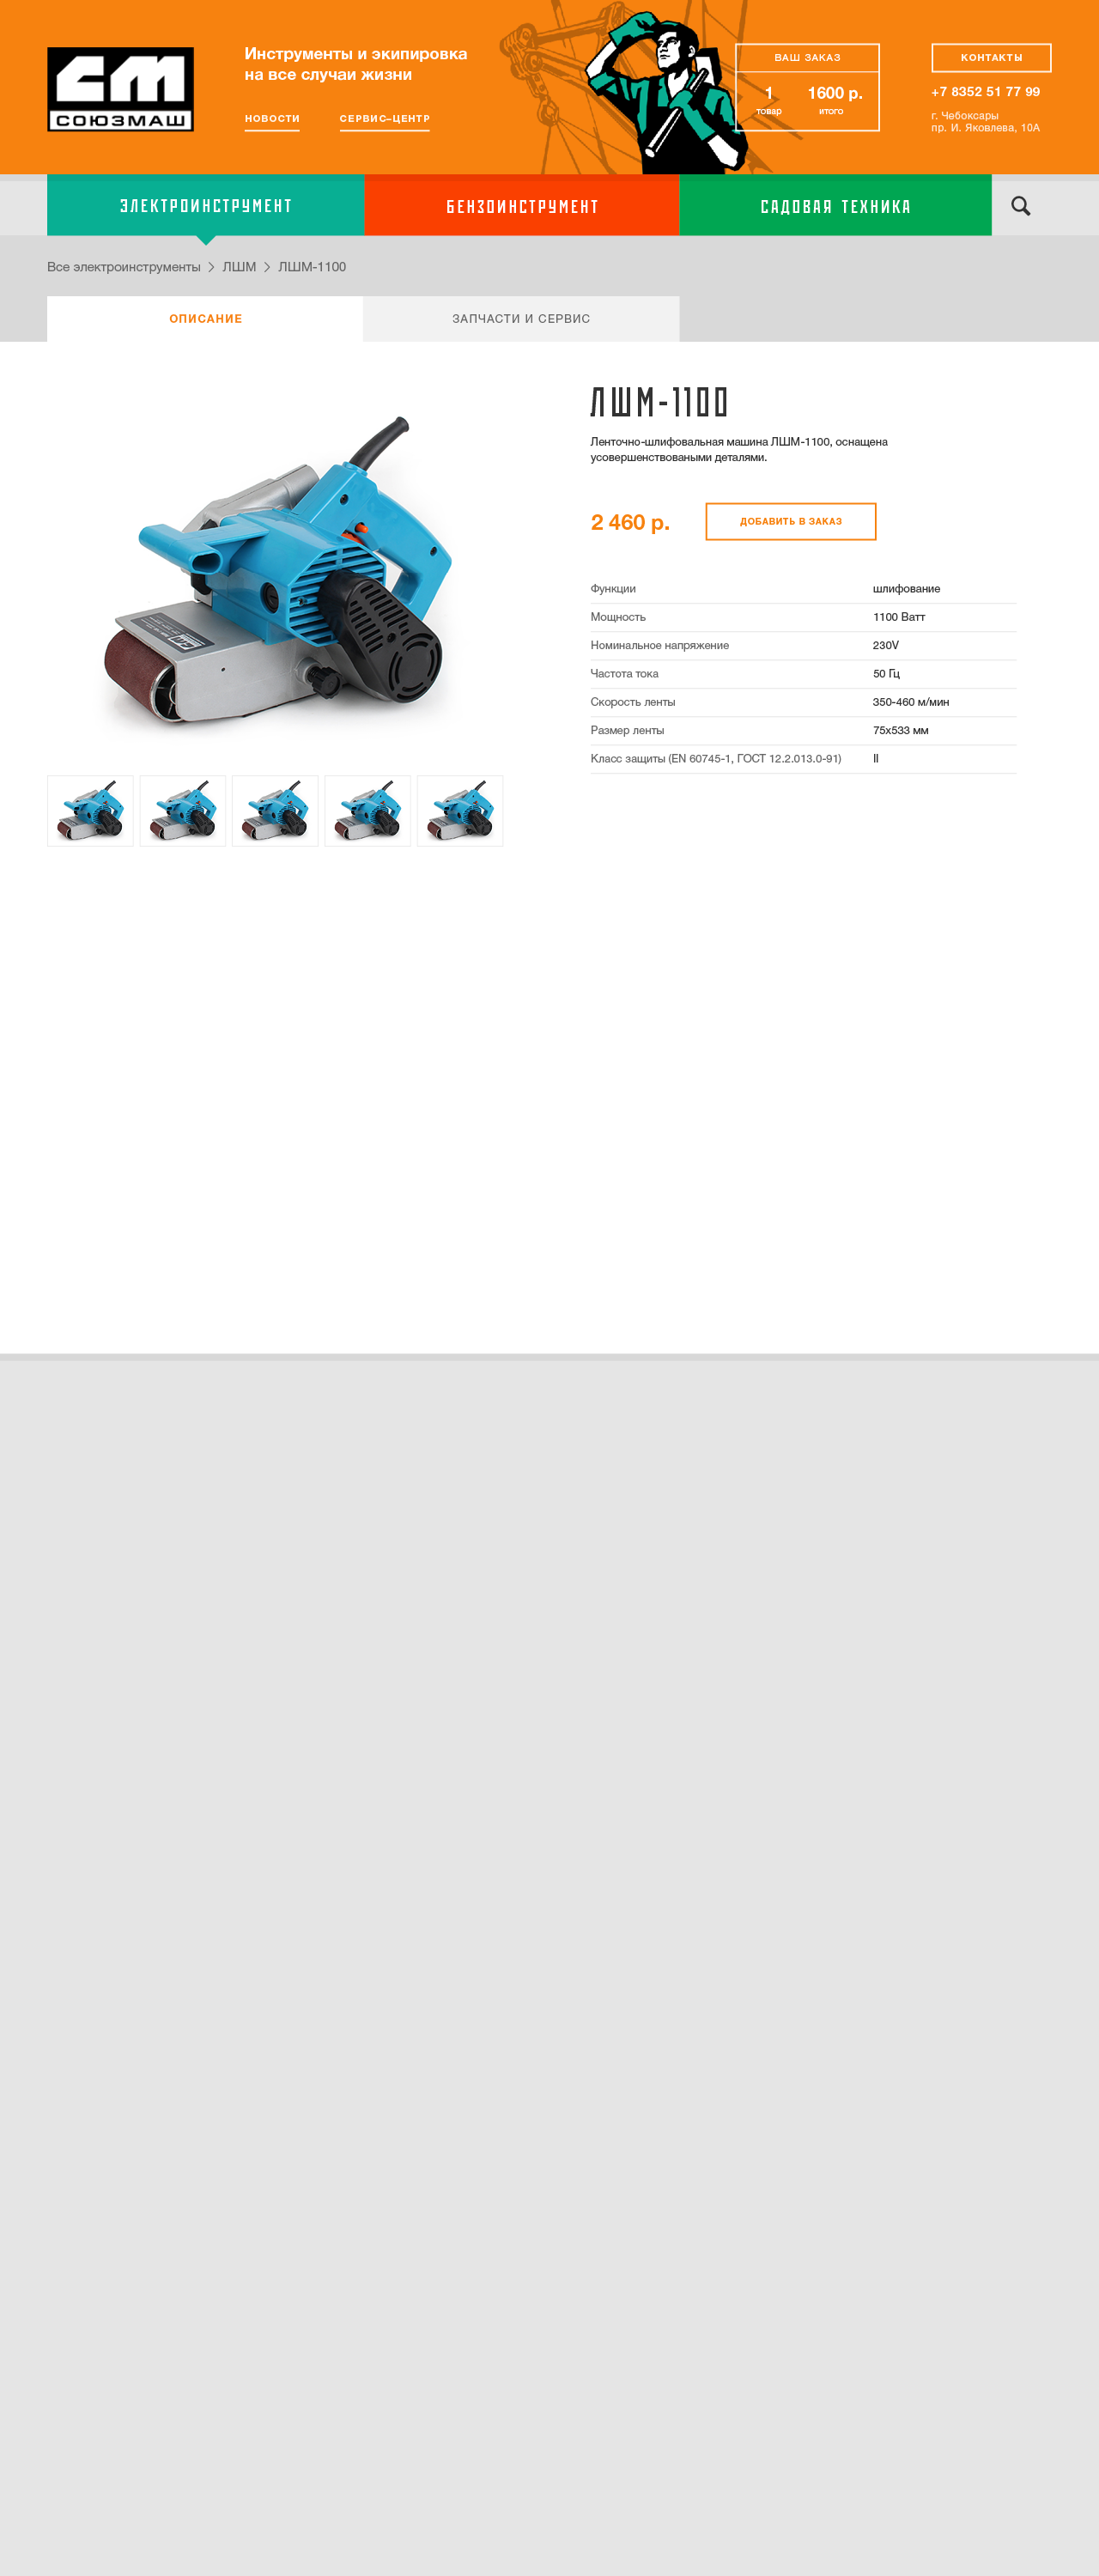 СМ
СОЮЗМАШ
Инструменты и экипировка
на все случаи жизни
НОВОСТИ
СЕРВИС-ЦЕНТР
ВАШ ЗАКАЗ
1
1600 р.
товар
итого
КОНТАКТЫ
+7 8352 51 77 99
г. Чебоксары
пр. И. Яковлева, 10А
ЭЛЕКТРОИНСТРУМЕНТ
БЕНЗОИНСТРУМЕНТ
САДОВАЯ ТЕХНИКА
Все электроинструменты > ЛШМ > ЛШМ-1100
ОПИСАНИЕ
ЗАПЧАСТИ И СЕРВИС
ЛШМ-1100
Ленточно-шлифовальная машина ЛШМ-1100, оснащена
усовершенствоваными деталями.
2 460 р.
ДОБАВИТЬ В ЗАКАЗ
Функции шлифование
Мощность 1100 Ватт
Номинальное напряжение 230V
Частота тока 50 Гц
Скорость ленты 350-460 м/мин
Размер ленты 75x533 мм
Класс защиты (EN 60745-1, ГОСТ 12.2.013.0-91) II